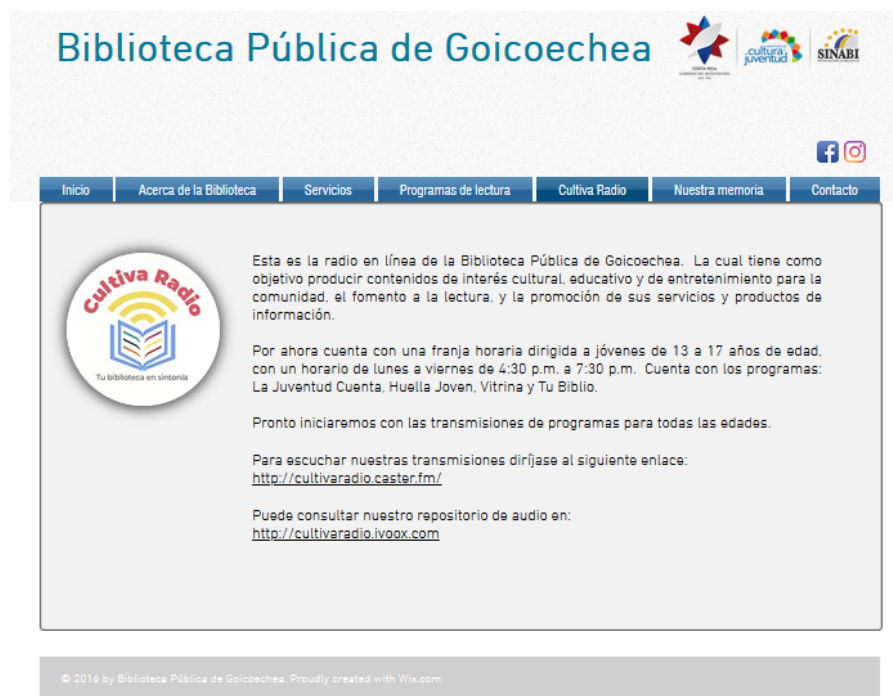 Biblioteca Pública de Goicoechea
COSTA RICA
cultura
juventud
SINABI
Inicio
Acerca de la Biblioteca
Servicios
Programas de lectura
Cultiva Radio
Nuestra memoria
Contacto
Cultiva Radio
Tu biblioteca en sintonía
Esta es la radio en línea de la Biblioteca Pública de Goicoechea. La cual tiene como
objetivo producir contenidos de interés cultural, educativo y de entretenimiento para la
comunidad, el fomento a la lectura, y la promoción de sus servicios y productos de
información.
Por ahora cuenta con una franja horaria dirigida a jóvenes de 13 a 17 años de edad,
con un horario de lunes a viernes de 4:30 p.m. a 7:30 p.m. Cuenta con los programas:
La Juventud Cuenta, Huella Joven, Vitrina y Tu Biblio.
Pronto iniciaremos con las transmisiones de programas para todas las edades.
Para escuchar nuestras transmisiones diríjase al siguiente enlace:
http://cultivaradio.caster.fm/
Puede consultar nuestro repositorio de audio en:
http://cultivaradio.ivoox.com
© 2016 by Biblioteca Pública de Goicoechea. Proudly created with Wix.com